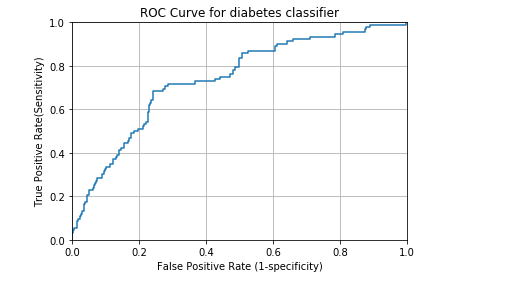 ROC Curve for diabetes classifier
1.0
0.8
0.6
0.4
0.2
0.0
True Positive Rate(Sensitivity)
0.0 0.2 0.4 0.6 0.8 1.0
False Positive Rate (1-specificity)